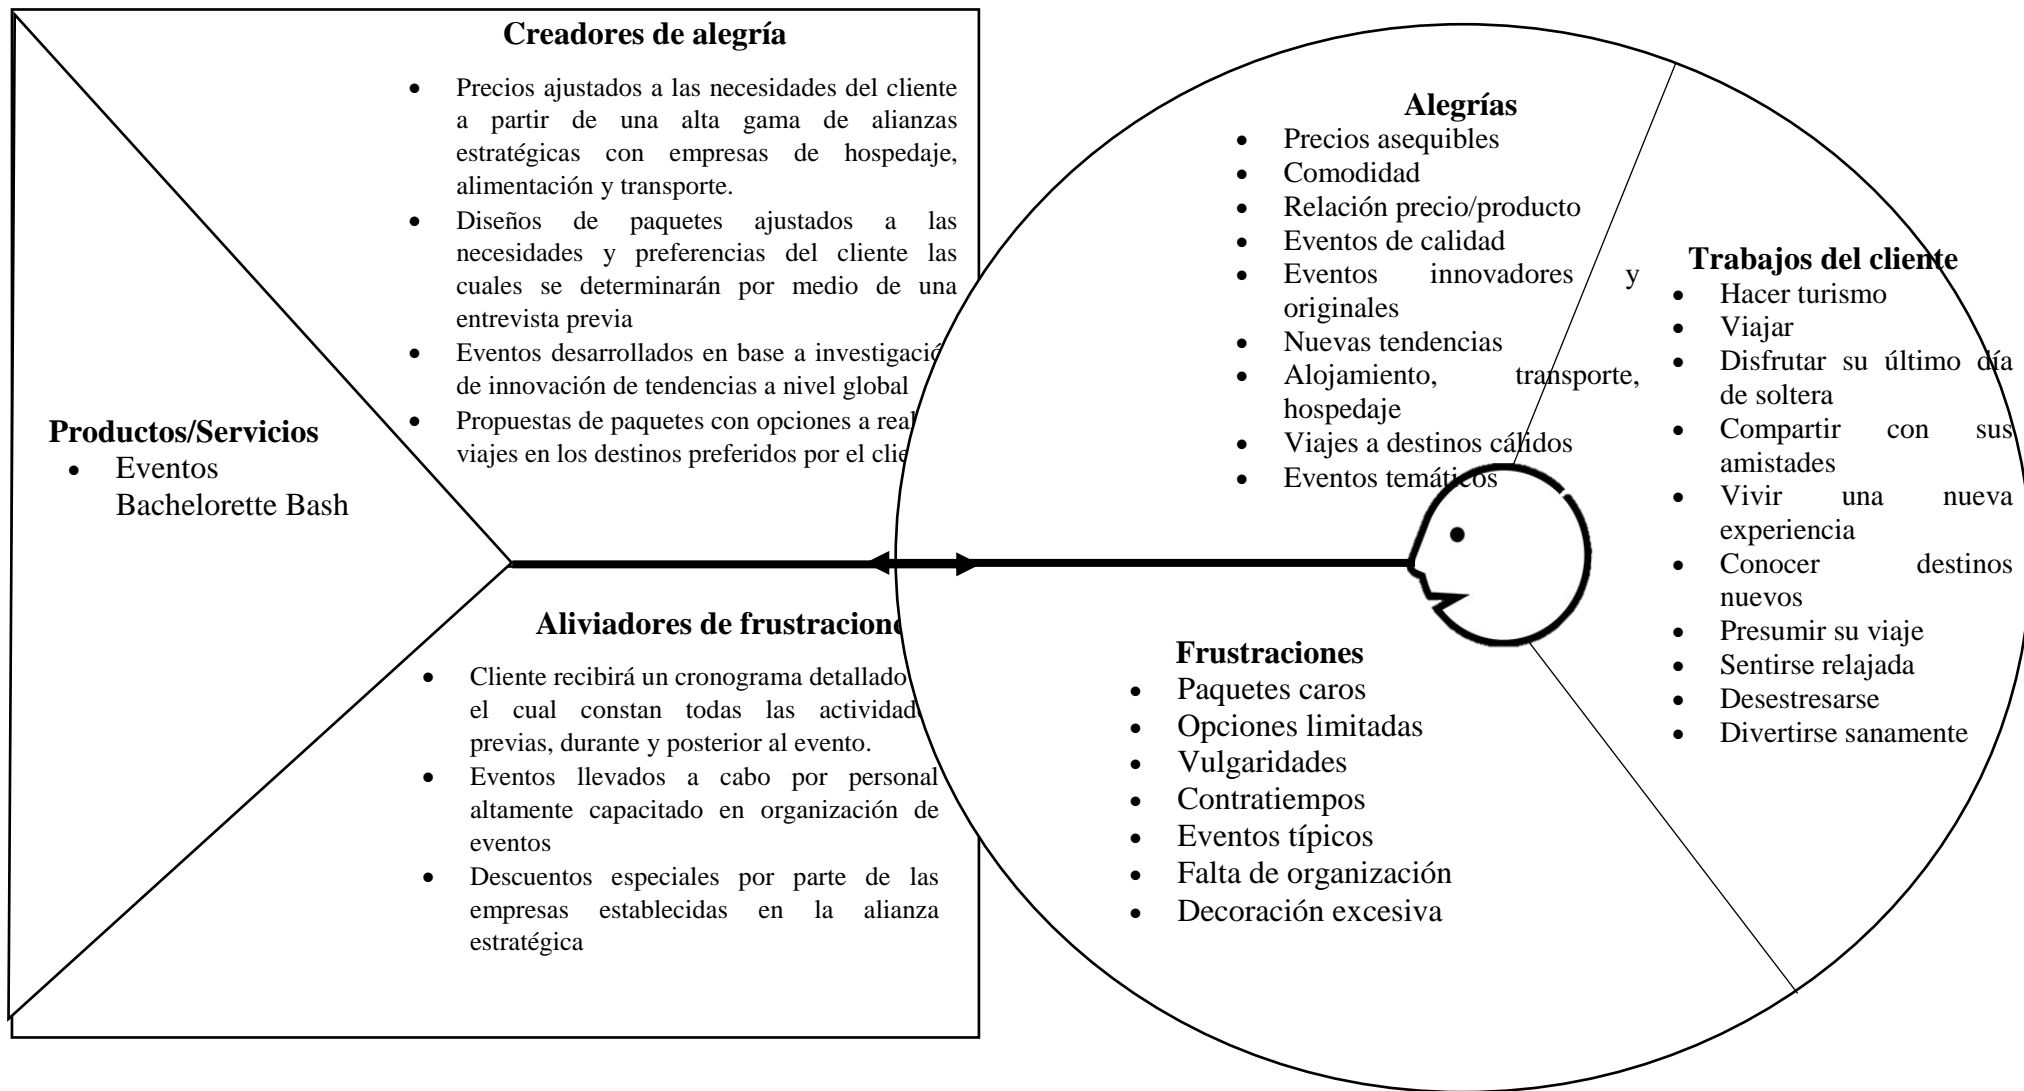 Creadores de alegría
• Precios ajustados a las necesidades del cliente
a partir de una alta gama de alianzas
estratégicas con empresas de hospedaje,
alimentación y transporte.
• Diseños de paquetes ajustados a las
necesidades y preferencias del cliente las
cuales se determinarán por medio de una
entrevista previa
• Eventos desarrollados en base a
de innovación de tendencias a nivel global
• Propuestas de paquetes con opciones a
viajes en los destinos preferidos por el
Productos/Servicios
• Eventos
Bachelorette Bash
Aliviadores de
• Cliente recibirá un cronograma detallado
el cual constan todas las
previas, durante y posterior al evento.
• Eventos llevados a cabo por personal
altamente capacitado en organización de
eventos
• Descuentos especiales por parte de las
empresas establecidas en la alianza
estratégica
Alegrías
• Precios asequibles
• Comodidad
• Relación precio/producto
• Eventos de calidad
• Eventos innovadores y
originales
• Nuevas tendencias
• Alojamiento, transporte,
hospedaje
• Viajes a destinos cálidos
• Eventos temáticos
Frustraciones
• Paquetes caros
• Opciones limitadas
• Vulgaridades
• Contratiempos
• Eventos típicos
• Falta de organización
• Decoración excesiva
Trabajos del cliente
• Hacer turismo
• Viajar
• Disfrutar su último día
de soltera
• Compartir con sus
amistades
• Vivir una nueva
experiencia
• Conocer destinos
nuevos
• Presumir su viaje
• Sentirse relajada
• Desestresarse
• Divertirse sanamente